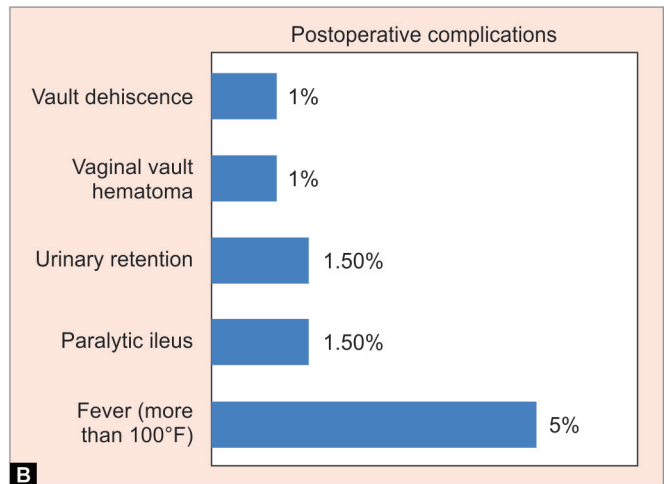 Postoperative complications
Vault dehiscence
1%
Vaginal vault
hematoma
1%
Urinary retention
1.50%
Paralytic ileus
1.50%
Fever (more
than 100°F)
5%
B